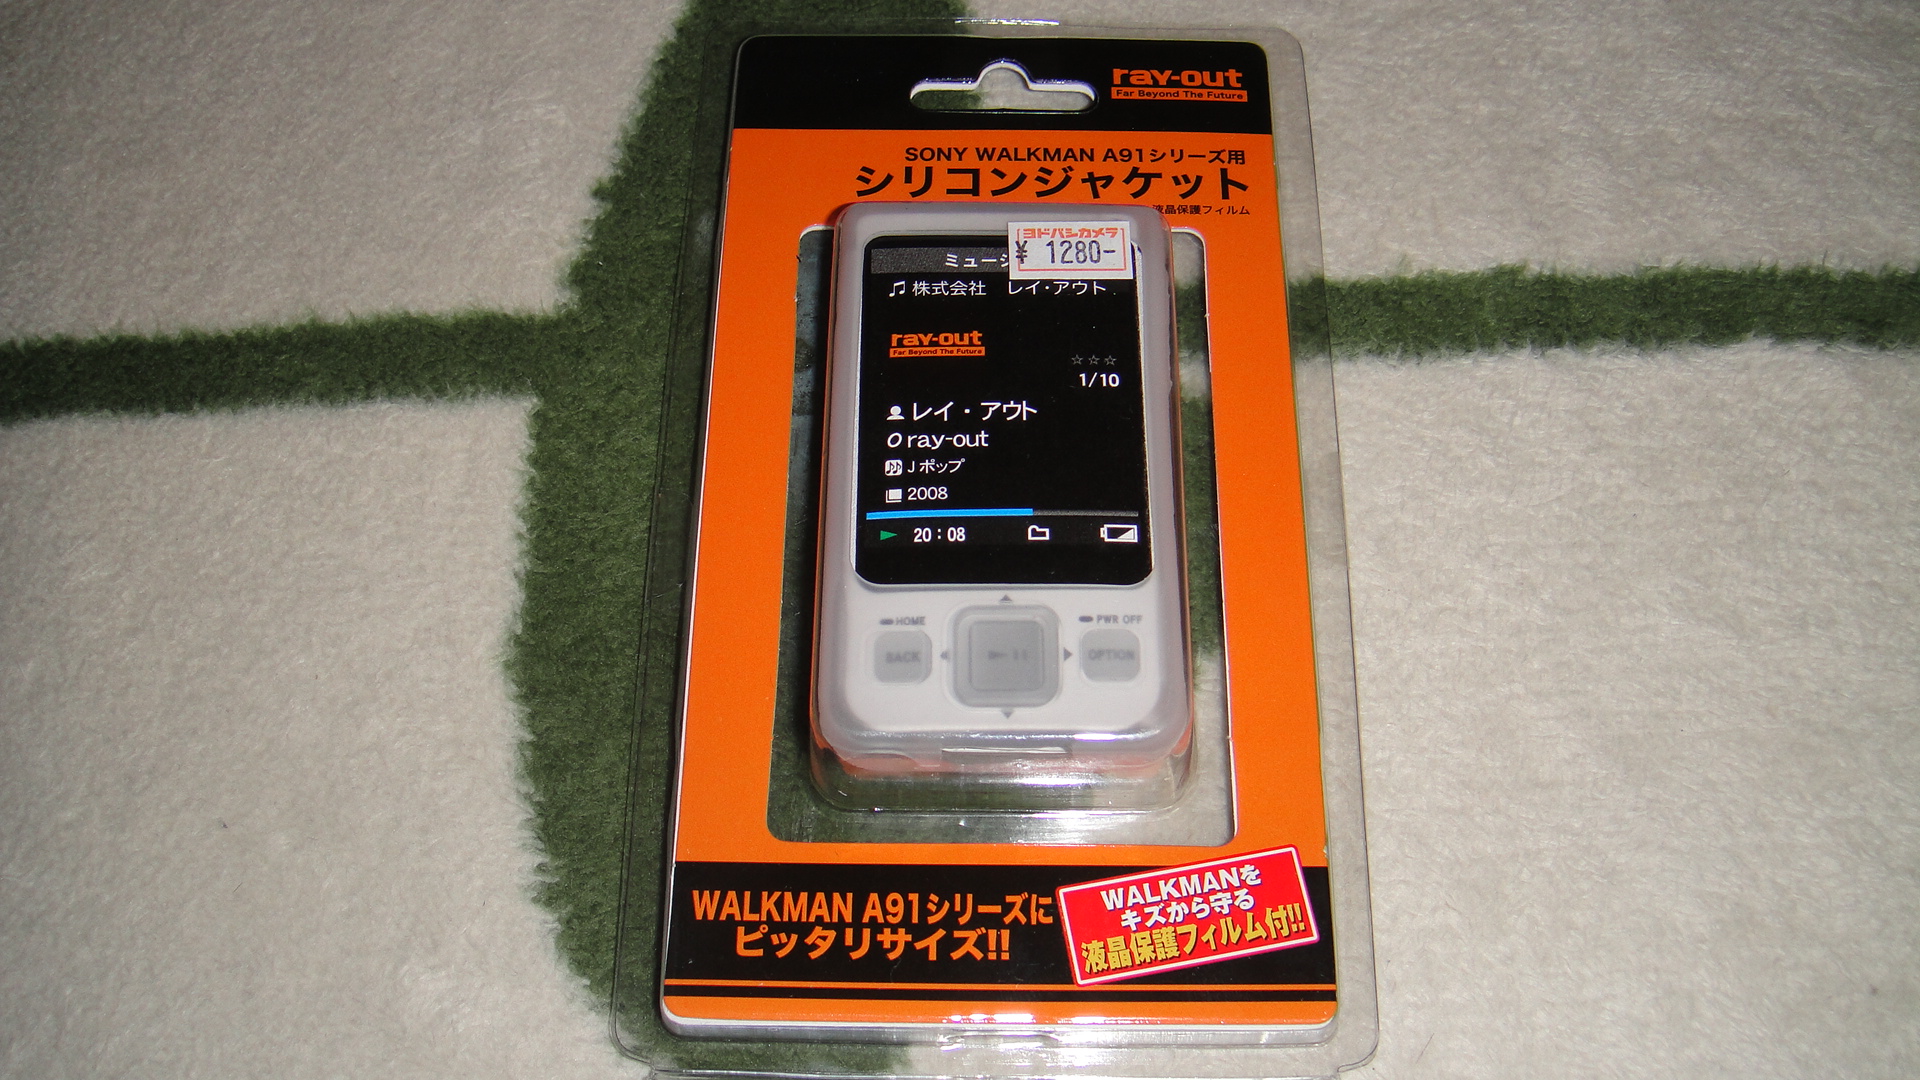 ray-out
Far Beyond The Future
SONY WALKMAN A91シリーズ用
シリコンジャケット
液晶保護フィルム
ヨドバシカメラ
¥ 1280-
ミュージ
株式会社 レイ・アウト
ray-out
Far Beyond The Future
☆☆☆
1/10
レイ・アウト
ray-out
Jポップ
2008
20:08
HOME
PWR OFF
BACK
OPTION
WALKMAN A91シリーズに
ピッタリサイズ!!
WALKMANを
キズから守る
液晶保護フィルム付!!